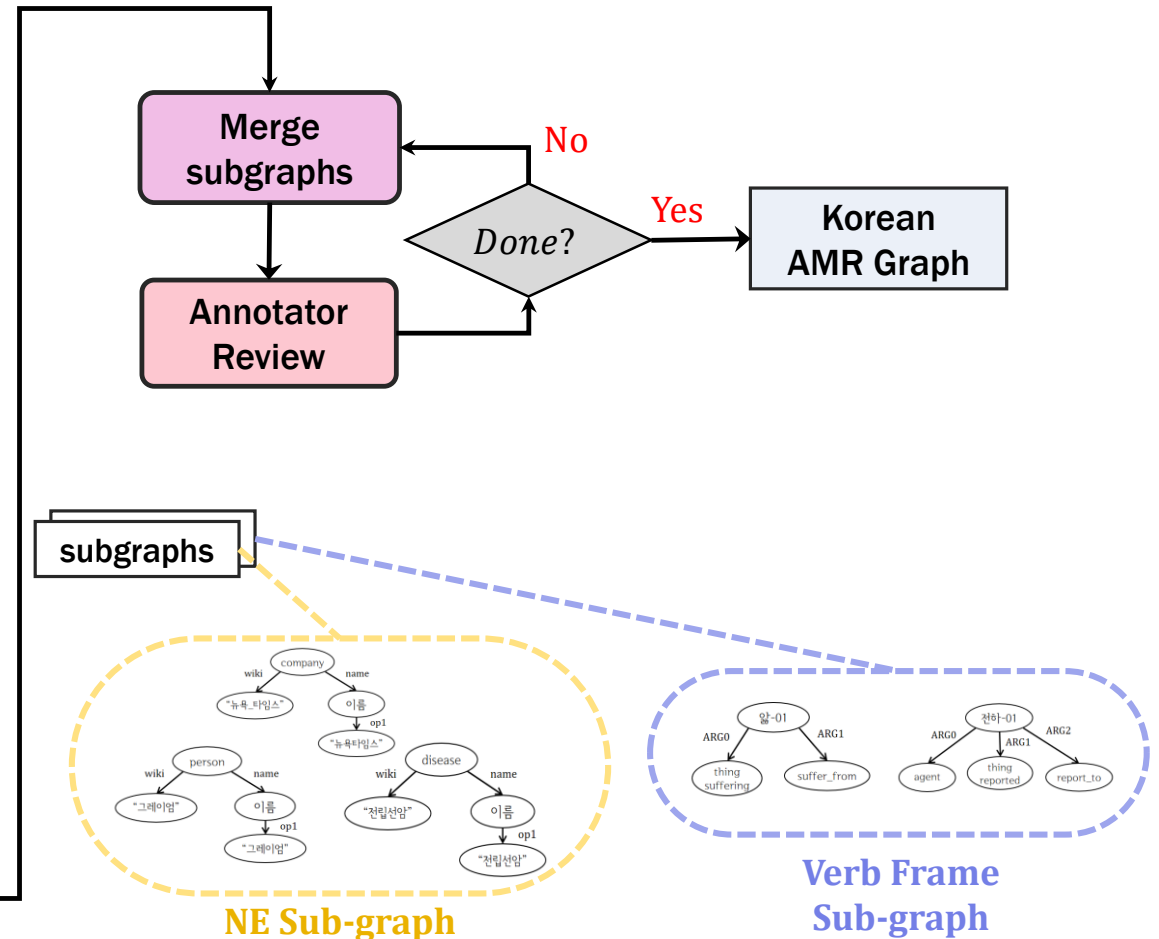 Merge
subgraphs
No
Done?
Yes
Korean
AMR Graph
Annotator
Review
subgraphs
company
wiki
name
"뉴욕_타임스"
이름
op1
"뉴욕타임스"
person
wiki
name
"그레이엄"
이름
op1
"그레이엄"
disease
wiki
name
"전립선암"
이름
op1
"전립선암"
NE Sub-graph
앓-01
ARG0
ARG1
thing
suffering
suffer_from
전하-01
ARG0
ARG1
ARG2
agent
thing
reported
report_to
Verb Frame
Sub-graph